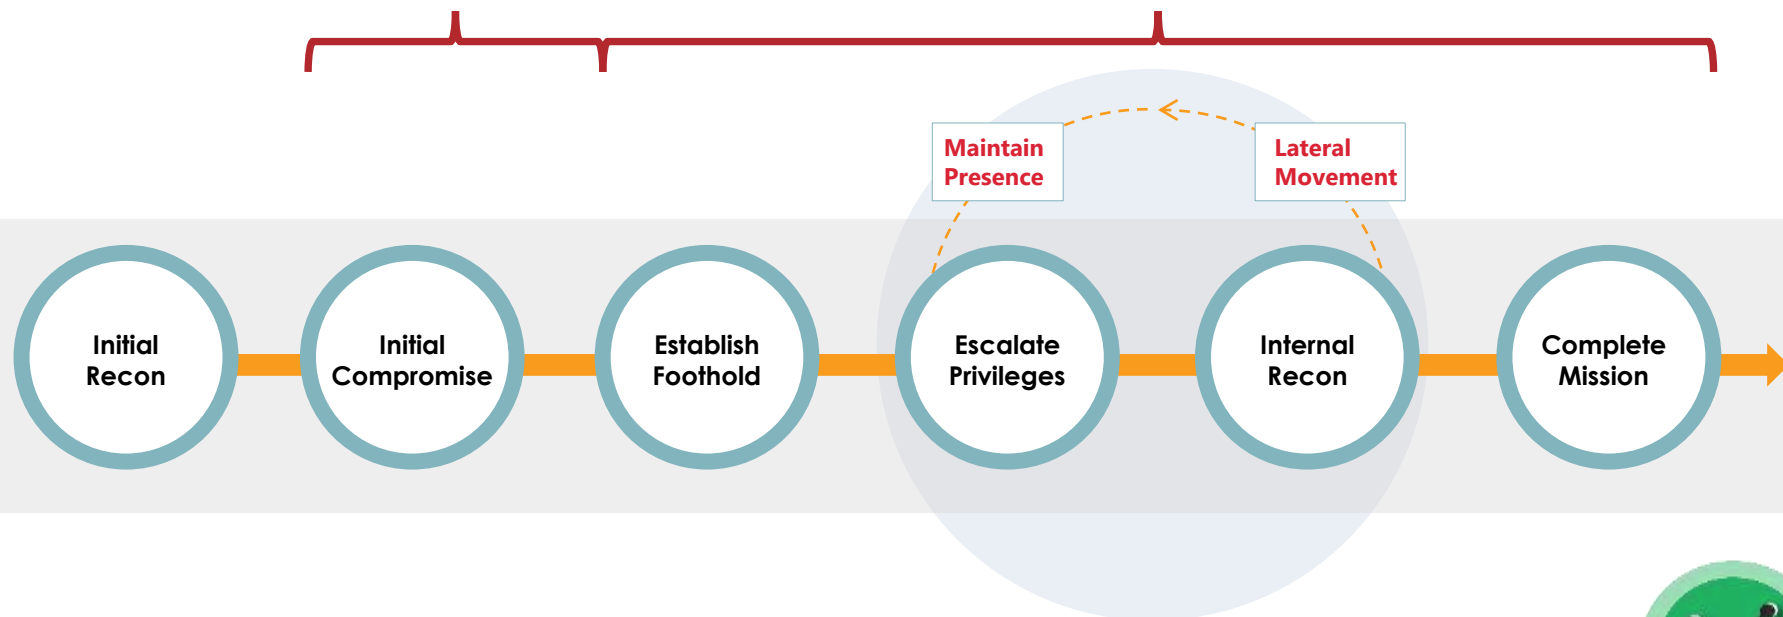 Maintain
Presence
Lateral
Movement
Initial
Recon
Initial
Compromise
Establish
Foothold
Escalate
Privileges
Internal
Recon
Complete
Mission